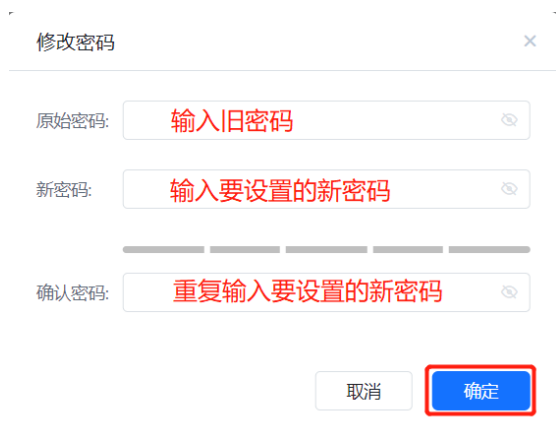 修改密码
原始密码: 输入旧密码
新密码: 输入要设置的新密码
确认密码: 重复输入要设置的新密码
取消 确定